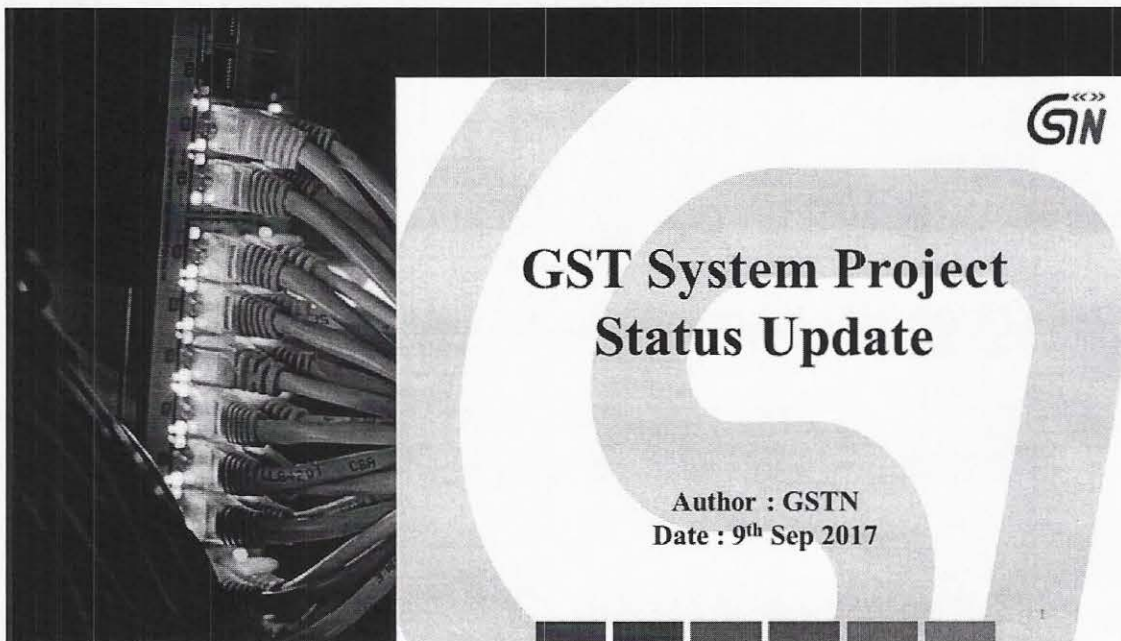 GSTN
GST System Project
Status Update
Author : GSTN
Date : 9th Sep 2017
1